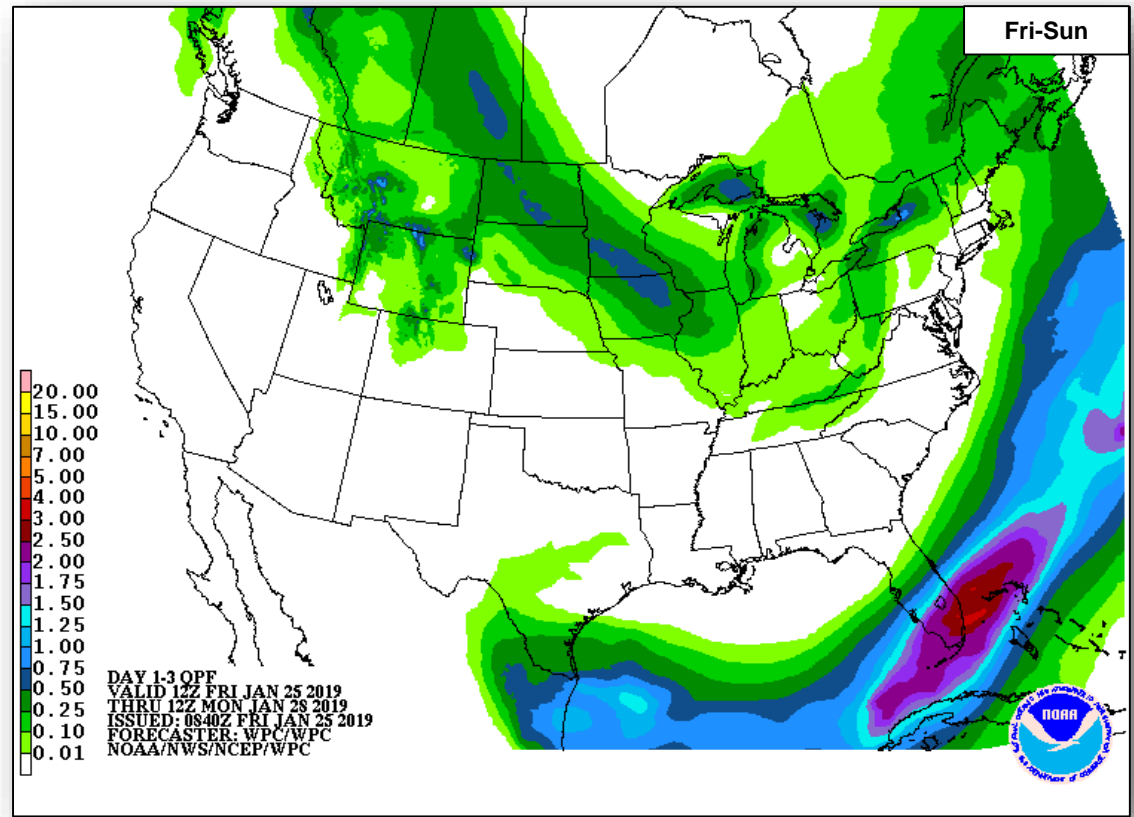 Fri-Sun
20.00
15.00
10.00
7.00
5.00
4.00
3.00
2.50
2.00
1.75
1.50
1.25
1.00
0.75
0.50
0.25
0.10
0.01
DAY 1-3 QPF
VALID 12Z FRI JAN 25 2019
THRU 12Z MON JAN 28 2019
ISSUED: 0840Z FRI JAN 25 2019
FORECASTER: WPC/WPC
NOAA/NWS/NCEP/WPC
NOAA